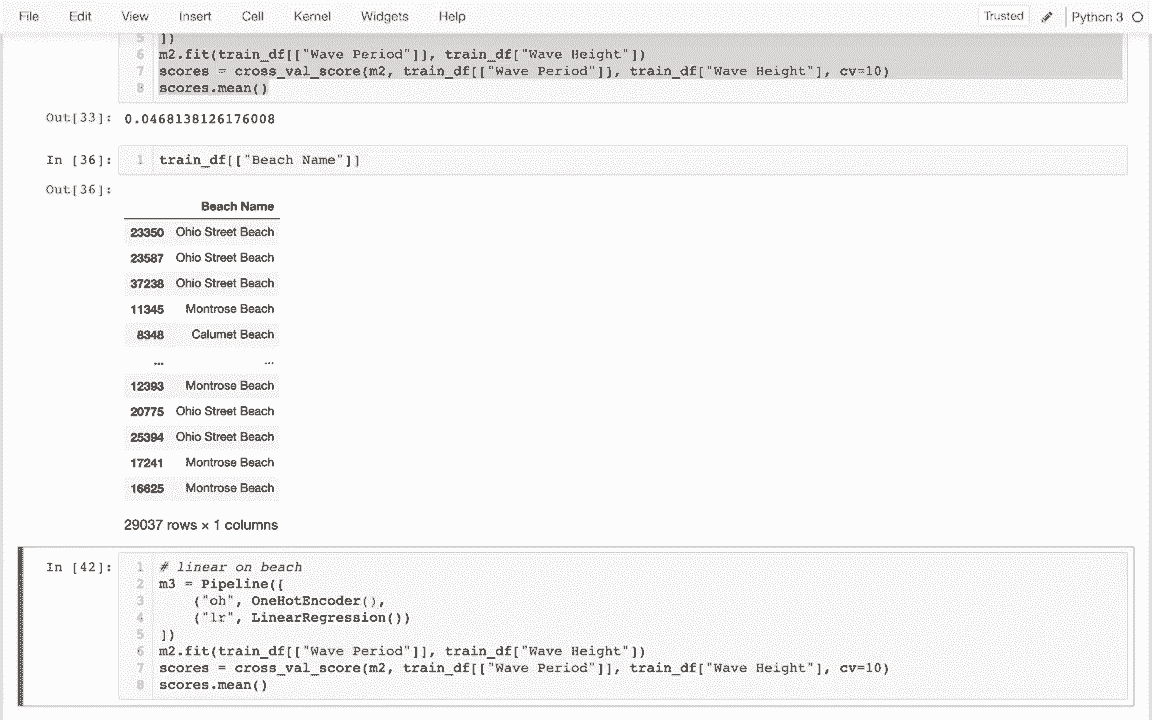 File Edit View Insert Cell Kernel Widgets Help Trusted Python 3
5 ])
6 m2.fit(train_df[["Wave Period"]], train_df["Wave Height"])
7 scores = cross_val_score(m2, train_df[["Wave Period"]], train_df["Wave Height"], cv=10)
8 scores.mean()
Out[33]: 0.0468138126176008
In [36]: 1 train_df[["Beach Name"]]
Out[36]:
Beach Name
23350 Ohio Street Beach
23587 Ohio Street Beach
37238 Ohio Street Beach
11345 Montrose Beach
8348 Calumet Beach
... ...
12393 Montrose Beach
20775 Ohio Street Beach
25394 Ohio Street Beach
17241 Montrose Beach
16625 Montrose Beach
29037 rows × 1 columns
In [42]: 1 # linear on beach
2 m3 = Pipeline([
3 ("oh", OneHotEncoder(),
4 ("lr", LinearRegression())
5 ])
6 m2.fit(train_df[["Wave Period"]], train_df["Wave Height"])
7 scores = cross_val_score(m2, train_df[["Wave Period"]], train_df["Wave Height"], cv=10)
8 scores.mean()